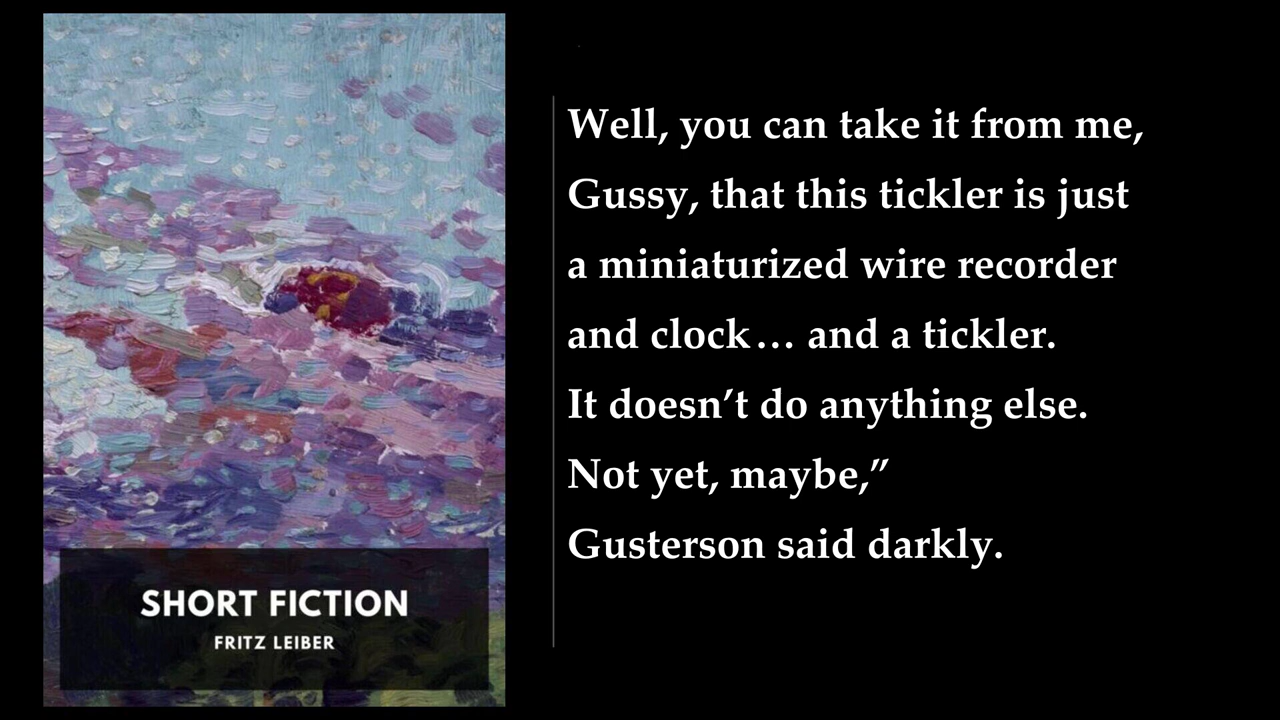 SHORT FICTION
FRITZ LEIBER
Well, you can take it from me,
Gussy, that this tickler is just
a miniaturized wire recorder
and clock… and a tickler.
It doesn’t do anything else.
Not yet, maybe,”
Gusterson said darkly.